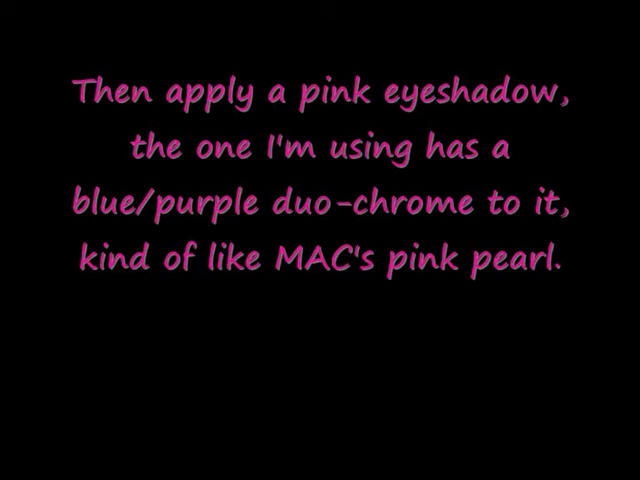 Then apply a pink eyeshadow,
the one I'm using has a
blue/purple duo-chrome to it,
kind of like MAC's pink pearl.